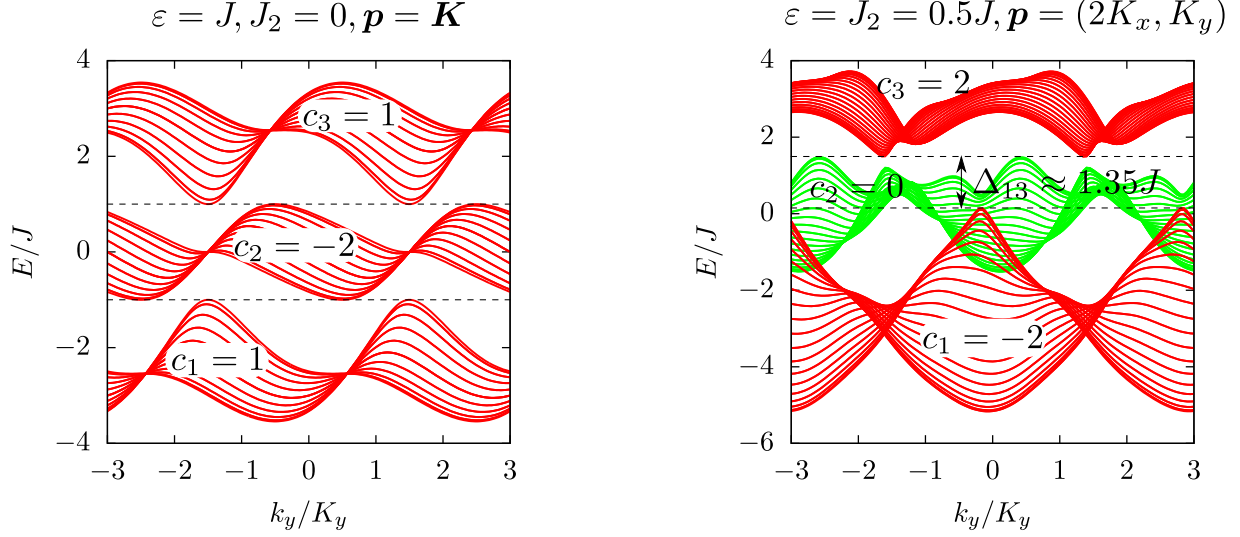 ε = J, J₂ = 0, p = K
4
2
0
−2
−4
E/J
c₃ = 1
c₂ = −2
c₁ = 1
−3 −2 −1 0 1 2 3
k_y/K_y
ε = J₂ = 0.5J, p = (2Kₓ, K_y)
4
2
0
−2
−4
−6
E/J
c₃ = 2
c₂ = 0
Δ₁₃ ≈ 1.35J
c₁ = −2
−3 −2 −1 0 1 2 3
k_y/K_y